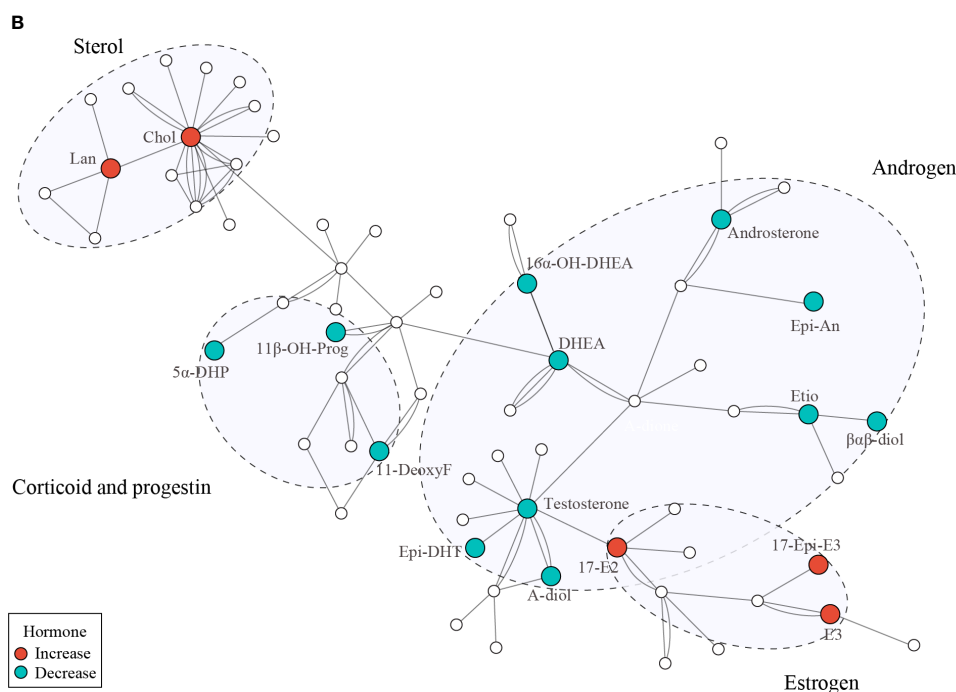 B
Sterol
Chol
Lan
Androgen
Androsterone
16α-OH-DHEA
Epi-An
DHEA
11β-OH-Prog
5α-DHP
Etio
βαβ-diol
11-DeoxyF
Corticoid and progestin
Testosterone
Epi-DHT
17-E2
17-Epi-E3
A-diol
E3
Hormone
Increase
Decrease
Estrogen